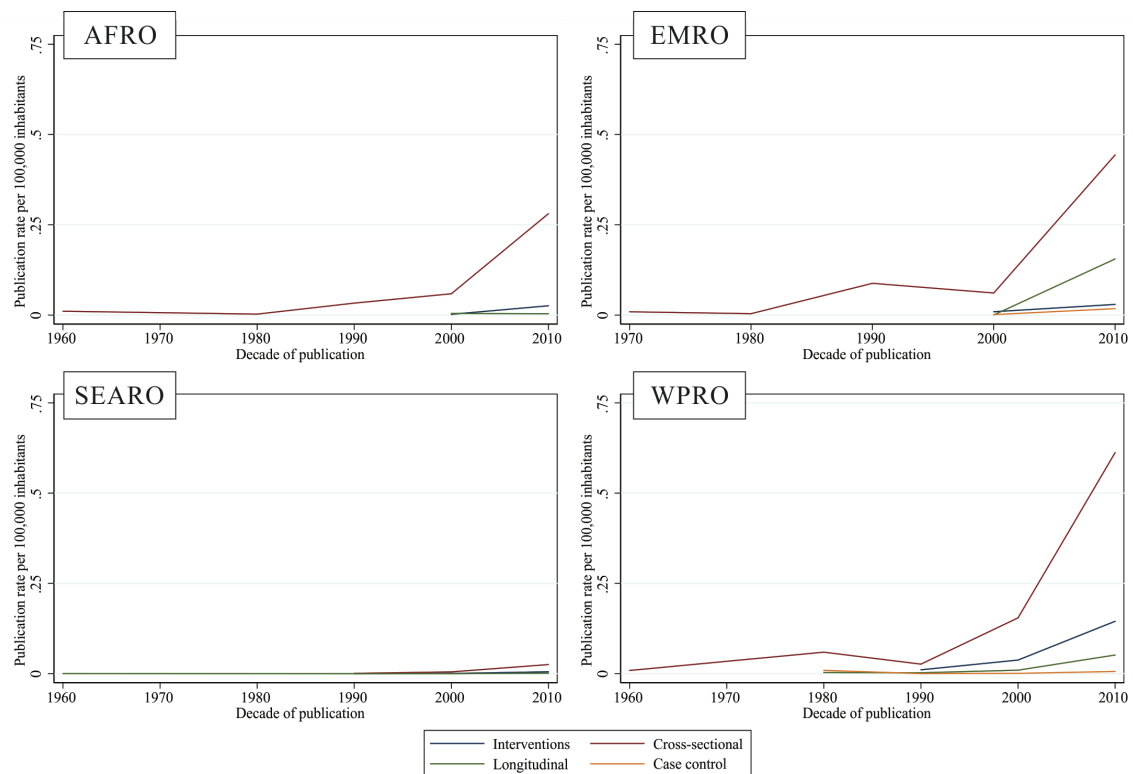 AFRO
Publication rate per 100,000 inhabitants
.75
.5
.25
0
1960 1970 1980 1990 2000 2010
Decade of publication
EMRO
Publication rate per 100,000 inhabitants
.75
.5
.25
0
1970 1980 1990 2000 2010
Decade of publication
SEARO
Publication rate per 100,000 inhabitants
.75
.5
.25
0
1960 1970 1980 1990 2000 2010
Decade of publication
WPRO
Publication rate per 100,000 inhabitants
.75
.5
.25
0
1960 1970 1980 1990 2000 2010
Decade of publication
Interventions Cross-sectional
Longitudinal Case control